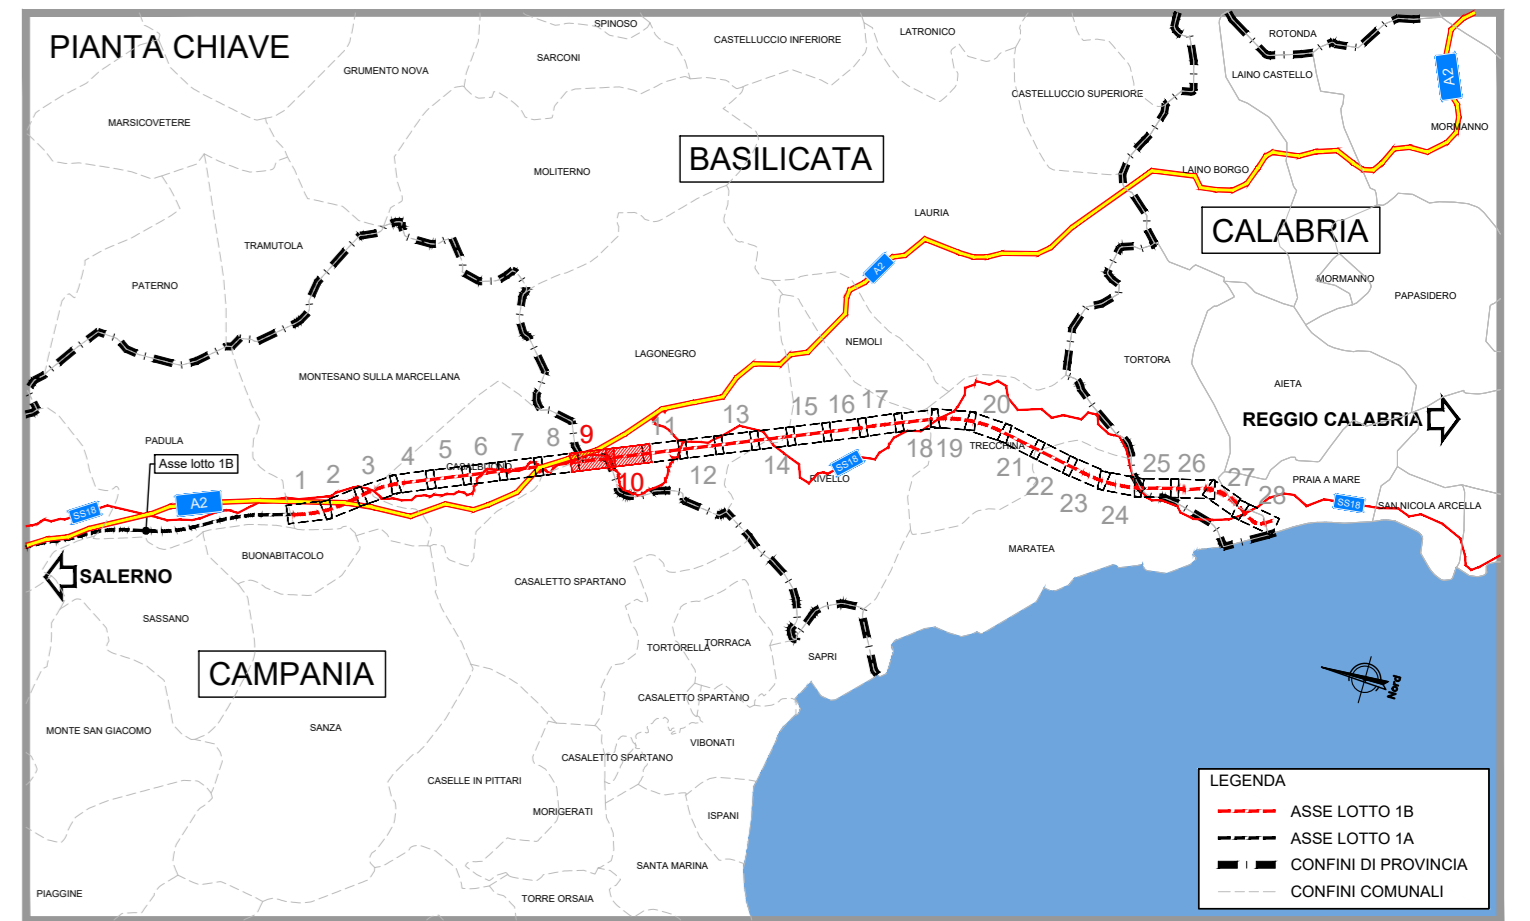 PIANTA CHIAVE
SPINOSO
SARCONI
GRUMENTO NOVA
CASTELLUCCIO INFERIORE
LATRONICO
ROTONDA
LAINO CASTELLO
A2
CASTELLUCCIO SUPERIORE
MARSICOVETERE
MORMANNO
BASILICATA
MOLITERNO
LAINO BORGO
LAURIA
CALABRIA
TRAMUTOLA
A2
PATERNO
MORMANNO
PAPASIDERO
LAGONEGRO
NEMOLI
TORTORA
MONTESANO SULLA MARCELLANA
AIETA
REGGIO CALABRIA
PADULA
Asse lotto 1B
1
2
3
4
5
6
7
8
9
10
11
12
13
14
15
16
17
18
19
20
21
22
23
24
25
26
27
28
CASALBUONO
TRECCHINA
RIVELLO
SS18
PRAIA A MARE
SS18
SAN NICOLA ARCELLA
SS18
A2
BUONABITACOLO
MARATEA
SALERNO
CASALETTO SPARTANO
SASSANO
TORTORELLA
TORRACA
SAPRI
CAMPANIA
CASALETTO SPARTANO
Nord
MONTE SAN GIACOMO
SANZA
VIBONATI
CASALETTO SPARTANO
CASELLE IN PITTARI
MORIGERATI
ISPANI
SANTA MARINA
PIAGGINE
TORRE ORSAIA
LEGENDA
ASSE LOTTO 1B
ASSE LOTTO 1A
CONFINI DI PROVINCIA
CONFINI COMUNALI